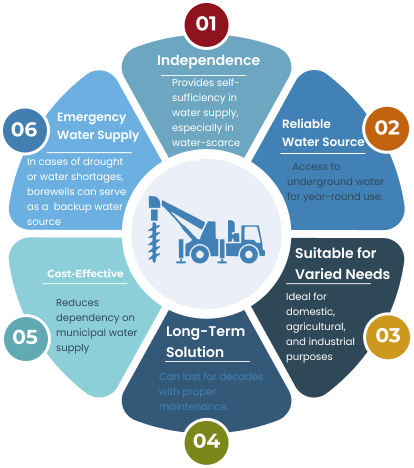 01
Independence
Provides self-
sufficiency in
water supply,
especially in
water-scarce
02
Reliable
Water Source
Access to
underground water
for year-round use.
03
Suitable for
Varied Needs
Ideal for
domestic,
agricultural,
and industrial
purposes
04
Long-Term
Solution
Can last for decades
with proper
maintenance.
05
Cost-Effective
Reduces
dependency on
municipal water
supply
06
Emergency
Water Supply
In cases of drought
or water shortages,
borewells can serve
as a backup water
source